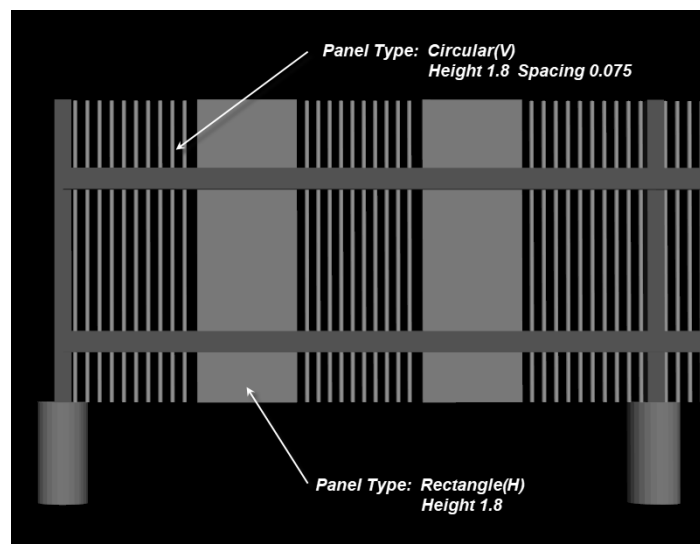 Panel Type: Circular(V)
Height 1.8 Spacing 0.075
Panel Type: Rectangle(H)
Height 1.8